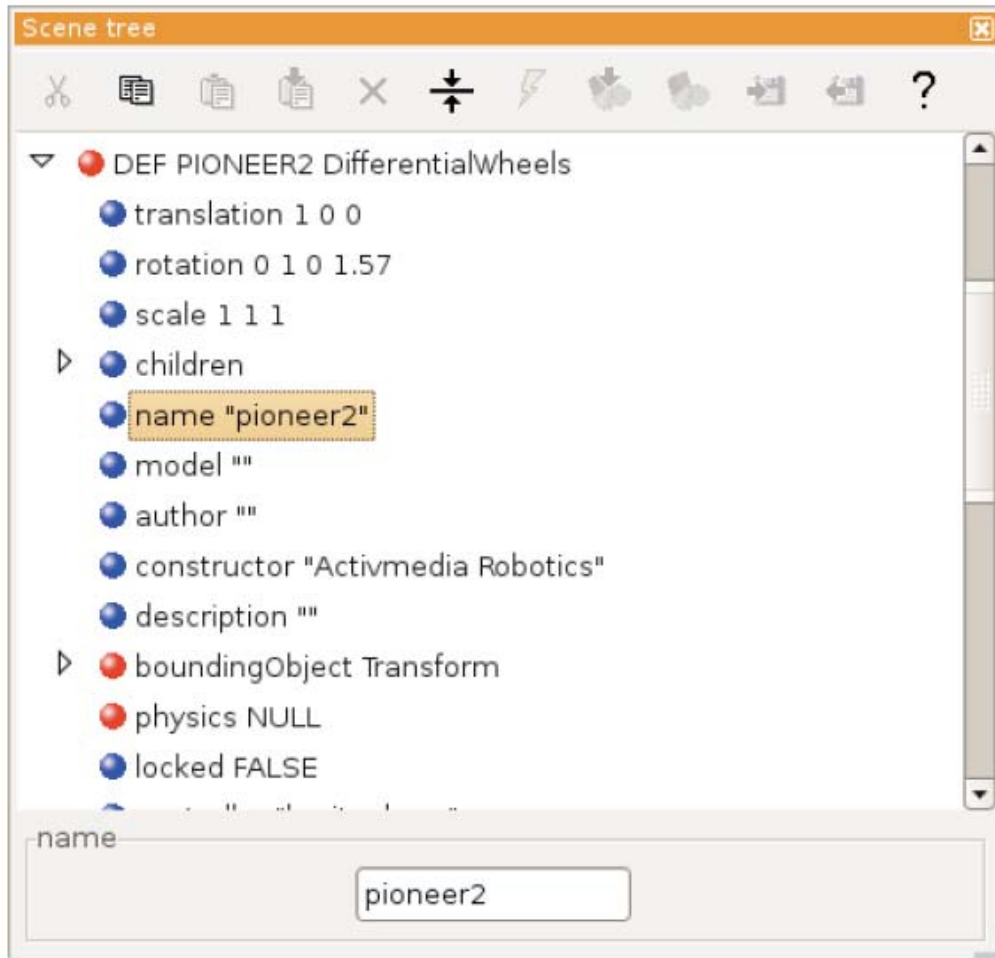 Scene tree
?
DEF PIONEER2 DifferentialWheels
translation 1 0 0
rotation 0 1 0 1.57
scale 1 1 1
children
name "pioneer2"
model ""
author ""
constructor "Activmedia Robotics"
description ""
boundingObject Transform
physics NULL
locked FALSE
name
pioneer2